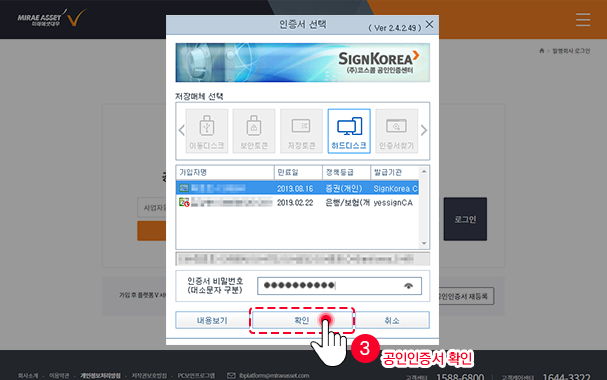 MIRAE ASSET
미래에셋대우
발행회사 로그인
인증서 선택
( Ver 2.4.2.49 )
SIGNKOREA
(주)코스콤 공인인증센터
저장매체 선택
이동디스크
보안토큰
저장토큰
하드디스크
인증서찾기
가입자명 만료일 정책등급 발급기관
2019.08.16 증권(개인) SignKorea C
2019.02.22 은행/보험(개 yessignCA
사업자
로그인
인증서 비밀번호
(대소문자 구분)
가입 후 플랫폼 V 서비
공인인증서 재등록
내용보기
확인
취소
3 공인인증서 확인
회사소개
이용약관
개인정보처리방침
저작권보호정책
PC보안프로그램
lbplatform@miraeasset.com
고객센터 1588-6800
고객케어센터 1644-3322